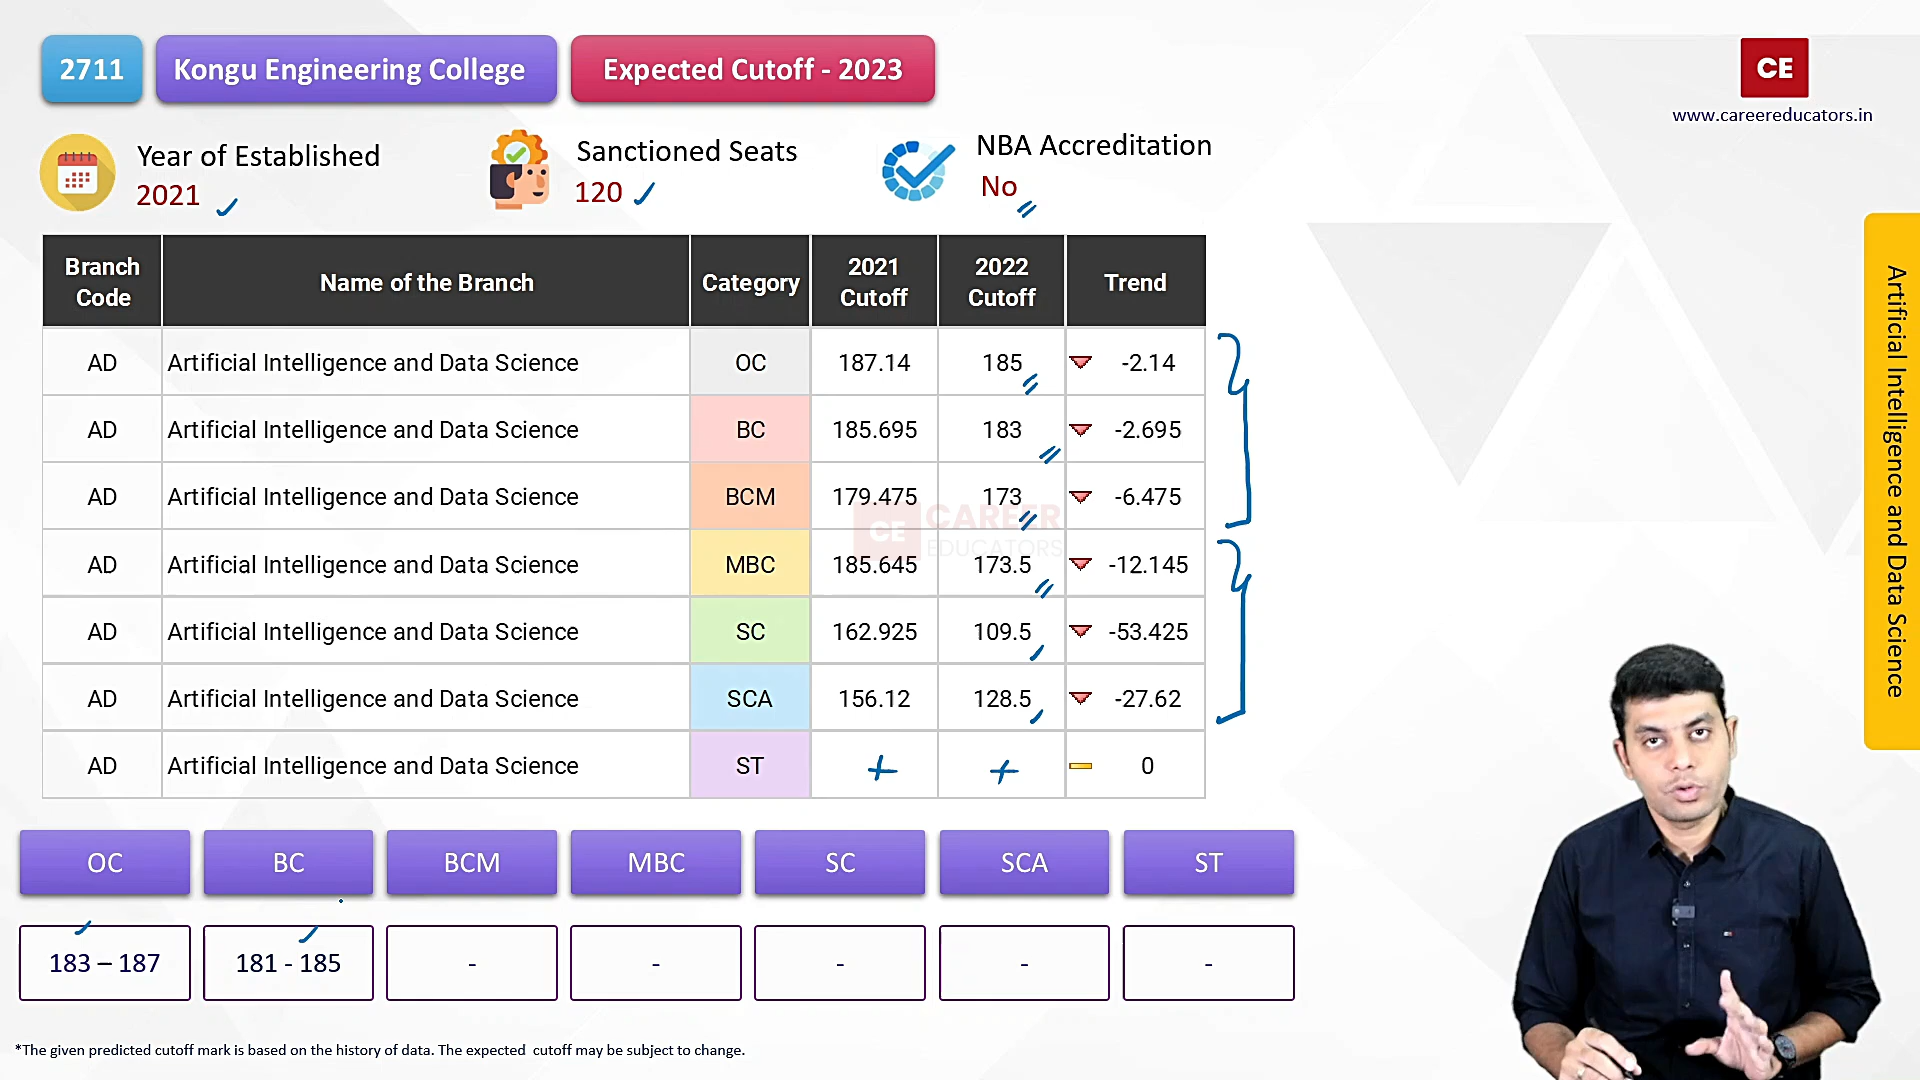 2711
Kongu Engineering College
Expected Cutoff - 2023
CE
www.careereducators.in
Year of Established
2021
Sanctioned Seats
120
NBA Accreditation
No
Branch Code
Name of the Branch
Category
2021 Cutoff
2022 Cutoff
Trend
AD Artificial Intelligence and Data Science OC 187.14 185 -2.14
AD Artificial Intelligence and Data Science BC 185.695 183 -2.695
AD Artificial Intelligence and Data Science BCM 179.475 173 -6.475
AD Artificial Intelligence and Data Science MBC 185.645 173.5 -12.145
AD Artificial Intelligence and Data Science SC 162.925 109.5 -53.425
AD Artificial Intelligence and Data Science SCA 156.12 128.5 -27.62
AD Artificial Intelligence and Data Science ST 0
CE CAREER
EDUCATORS
Artificial Intelligence and Data Science
OC BC BCM MBC SC SCA ST
183 – 187 181 - 185 - - - - -
*The given predicted cutoff mark is based on the history of data. The expected cutoff may be subject to change.